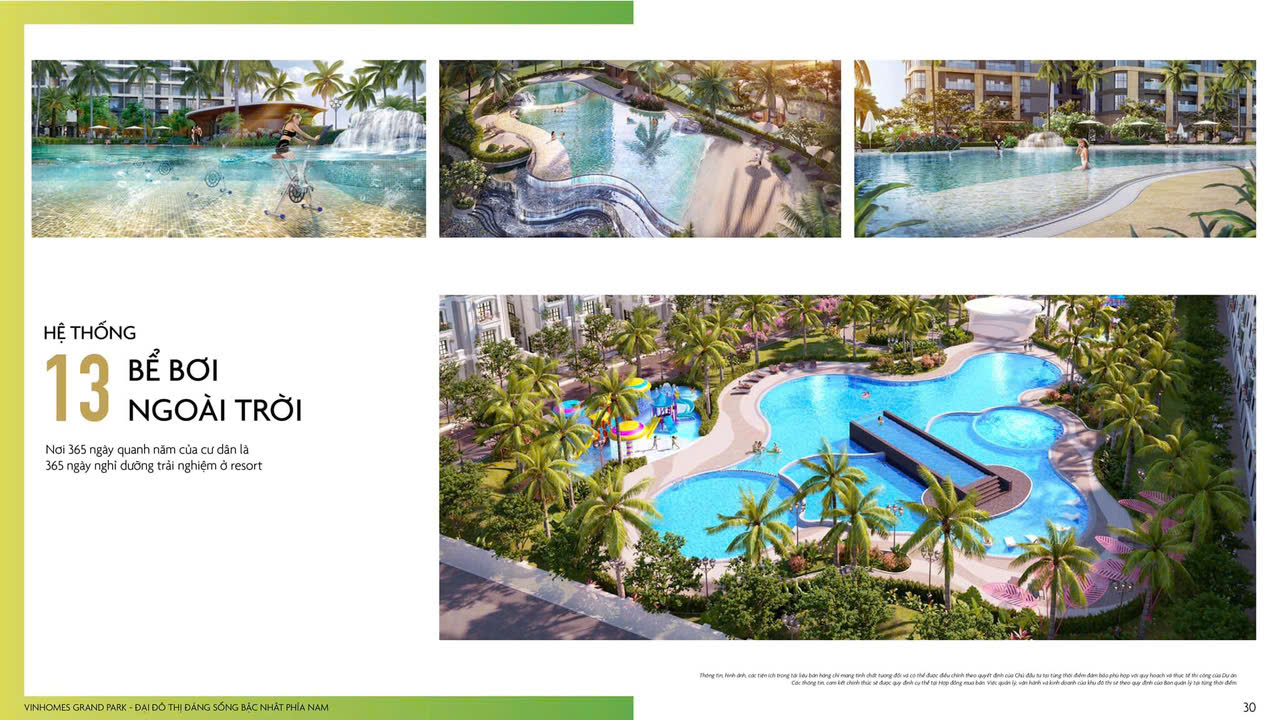 HỆ THỐNG
13 BỂ BƠI
NGOÀI TRỜI
Nơi 365 ngày quanh năm của cư dân là
365 ngày nghỉ dưỡng trải nghiệm ở resort
Thông tin, hình ảnh, các tiện ích trong tài liệu bán hàng chỉ mang tính chất tương đối và có thể được điều chỉnh theo quyết định của Chủ đầu tư tại từng thời điểm đảm bảo phù hợp với quy hoạch và thực tế thi công của Dự án
Các thông tin, cam kết chính thức sẽ được quy định cụ thể tại Hợp đồng mua bán. Việc quản lý, vận hành và kinh doanh của khu đô thị sẽ theo quy định của Ban quản lý tại từng thời điểm
VINHOMES GRAND PARK - ĐẠI ĐÔ THỊ ĐÁNG SỐNG BẬC NHẤT PHÍA NAM
30